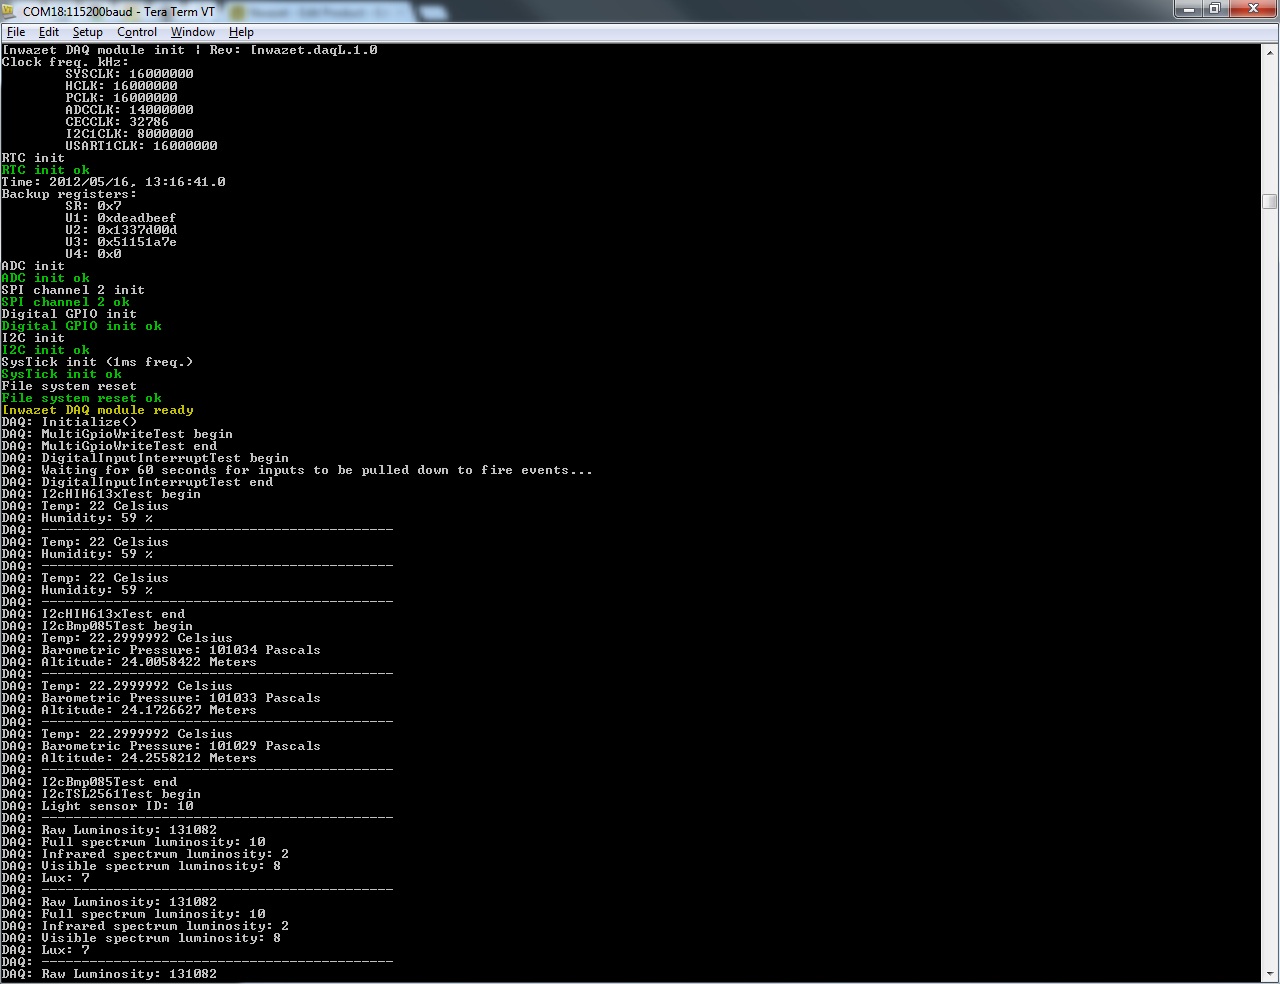 COM18:115200baud - Tera Term VT
File Edit Setup Control Window Help
[nwazet DAQ module init | Rev: [nwazet.daqL.1.0
Clock freq. kHz:
SYSCLK: 16000000
HCLK: 16000000
PCLK: 16000000
ADCCLK: 14000000
CECCLK: 32786
I2C1CLK: 8000000
USART1CLK: 16000000
RTC init
RTC init ok
Time: 2012/05/16, 13:16:41.0
Backup registers:
SR: 0x7
U1: 0xdeadbeef
U2: 0x1337d00d
U3: 0x51151a7e
U4: 0x0
ADC init
ADC init ok
SPI channel 2 init
SPI channel 2 ok
Digital GPIO init
Digital GPIO init ok
I2C init
I2C init ok
SysTick init (1ms freq.)
SysTick init ok
File system reset
File system reset ok
[nwazet DAQ module ready
DAQ: Initialize()
DAQ: MultiGpioWriteTest begin
DAQ: MultiGpioWriteTest end
DAQ: DigitalInputInterruptTest begin
DAQ: Waiting for 60 seconds for inputs to be pulled down to fire events...
DAQ: DigitalInputInterruptTest end
DAQ: I2cHIH613xTest begin
DAQ: Temp: 22 Celsius
DAQ: Humidity: 59 %
DAQ: --------------------------------------------
DAQ: Temp: 22 Celsius
DAQ: Humidity: 59 %
DAQ: --------------------------------------------
DAQ: Temp: 22 Celsius
DAQ: Humidity: 59 %
DAQ: --------------------------------------------
DAQ: I2cHIH613xTest end
DAQ: I2cBmp085Test begin
DAQ: Temp: 22.2999992 Celsius
DAQ: Barometric Pressure: 101034 Pascals
DAQ: Altitude: 24.0058422 Meters
DAQ: --------------------------------------------
DAQ: Temp: 22.2999992 Celsius
DAQ: Barometric Pressure: 101033 Pascals
DAQ: Altitude: 24.1726627 Meters
DAQ: --------------------------------------------
DAQ: Temp: 22.2999992 Celsius
DAQ: Barometric Pressure: 101029 Pascals
DAQ: Altitude: 24.2558212 Meters
DAQ: --------------------------------------------
DAQ: I2cBmp085Test end
DAQ: I2cTSL2561Test begin
DAQ: Light sensor ID: 10
DAQ: --------------------------------------------
DAQ: Raw Luminosity: 131082
DAQ: Full spectrum luminosity: 10
DAQ: Infrared spectrum luminosity: 2
DAQ: Visible spectrum luminosity: 8
DAQ: Lux: 7
DAQ: --------------------------------------------
DAQ: Raw Luminosity: 131082
DAQ: Full spectrum luminosity: 10
DAQ: Infrared spectrum luminosity: 2
DAQ: Visible spectrum luminosity: 8
DAQ: Lux: 7
DAQ: --------------------------------------------
DAQ: Raw Luminosity: 131082